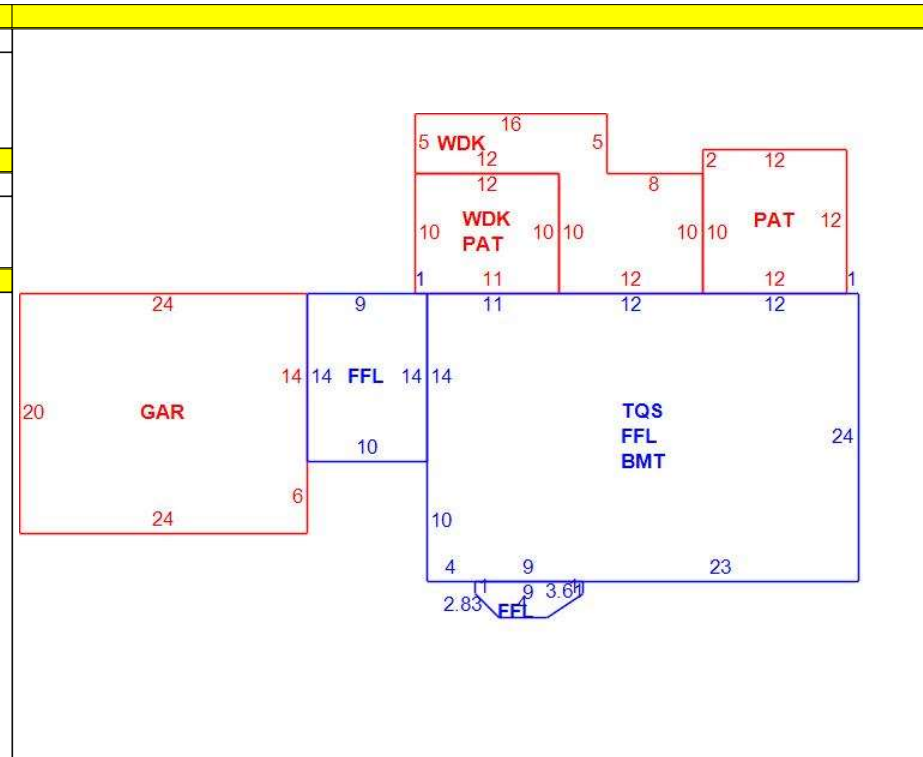 16
5 WDK 5
12
2 12
12
8
WDK
PAT
10 10 10 10 10
PAT 12
1 11 12 12 1
24 9 11 12 12
14 14 FFL 14 14
20 GAR
TQS
FFL
BMT
24
10
6
24
10
4 9 23
1 9 3.61
2.83 4
FFL